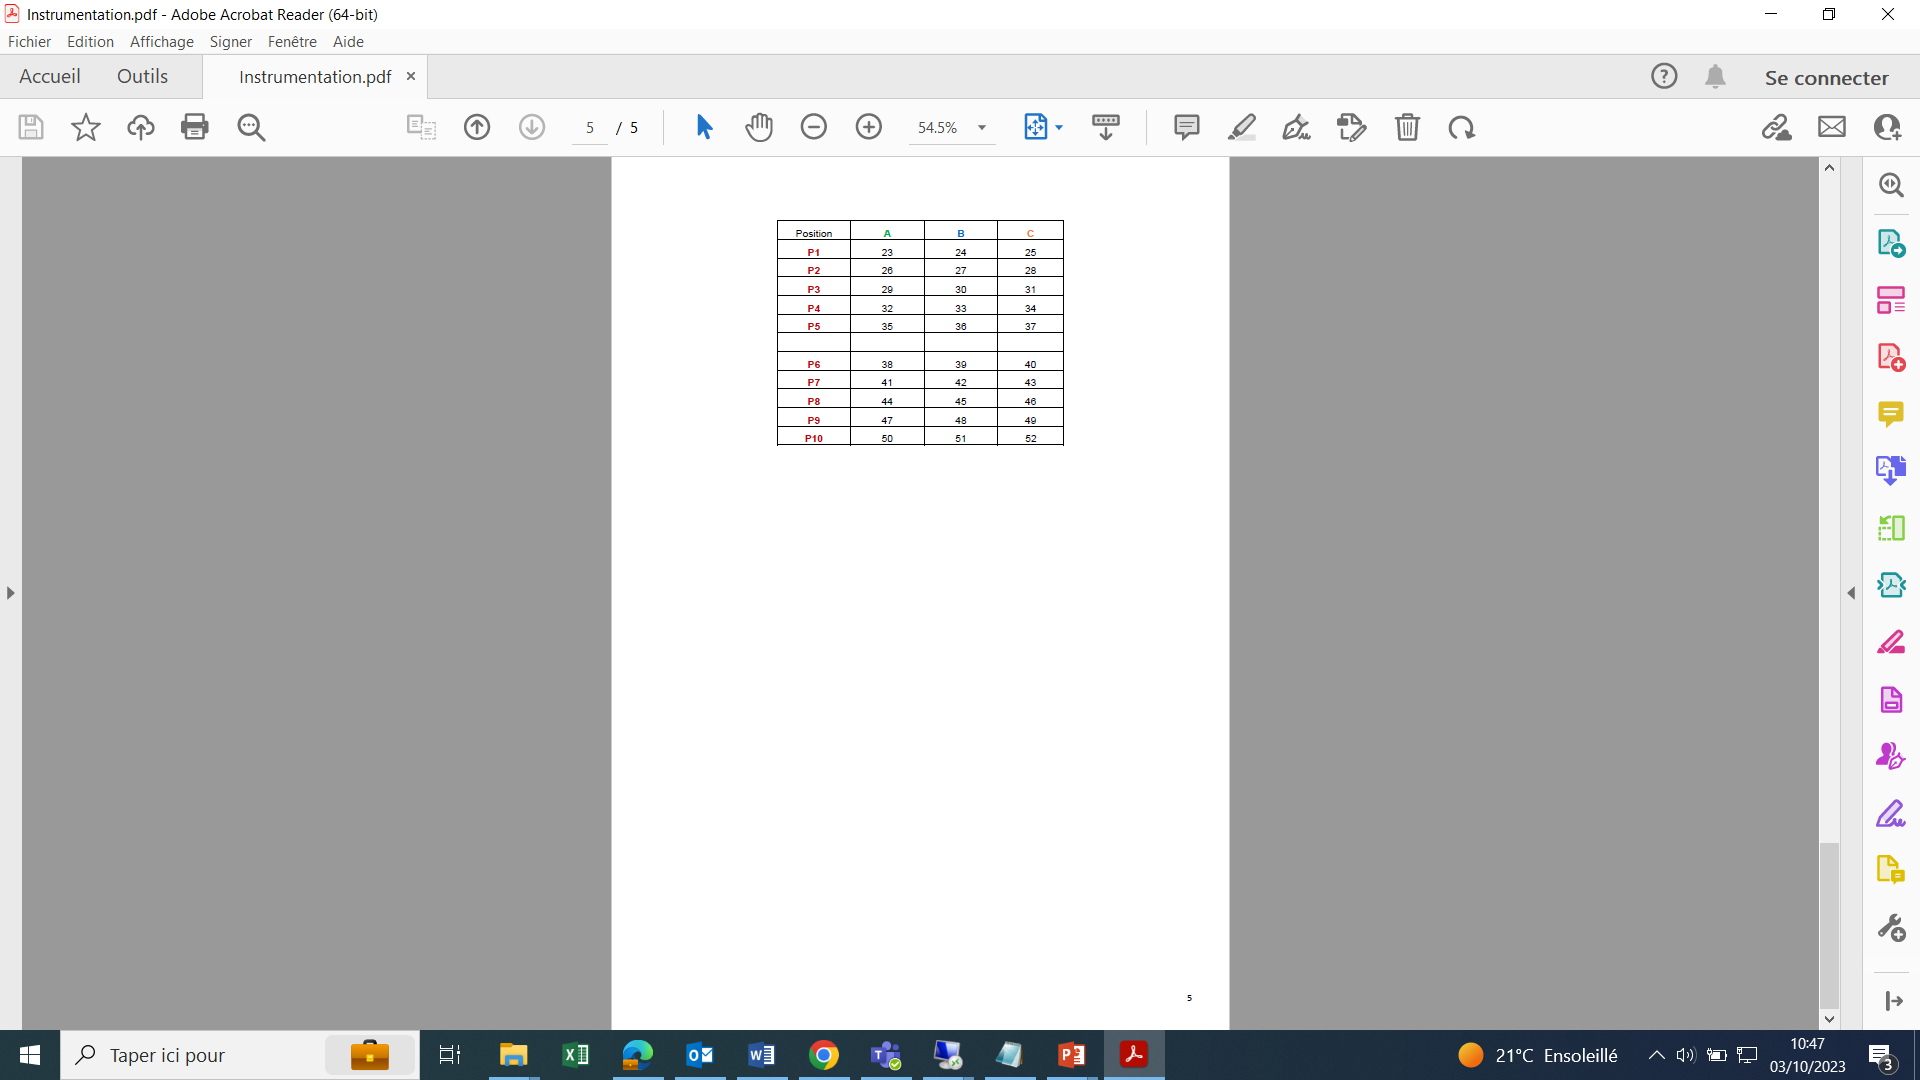 Instrumentation.pdf - Adobe Acrobat Reader (64-bit)
Fichier Edition Affichage Signer Fenêtre Aide
Accueil Outils Instrumentation.pdf × Se connecter
5 / 5 54.5%
Position A B C
P1 23 24 25
P2 26 27 28
P3 29 30 31
P4 32 33 34
P5 35 36 37
P6 38 39 40
P7 41 42 43
P8 44 45 46
P9 47 48 49
P10 50 51 52
5
Taper ici pour 21°C Ensoleillé 10:47
03/10/2023 3